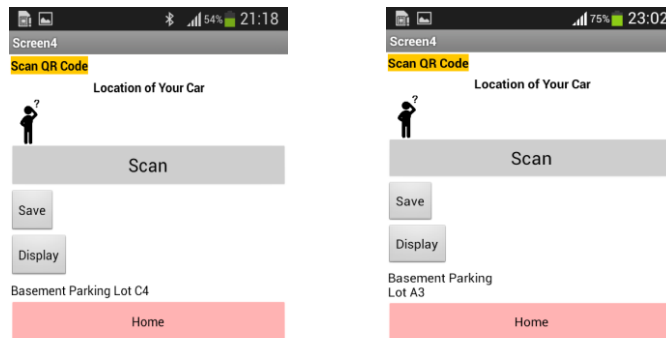 54% 21:18
Screen4
Scan QR Code
Location of Your Car
?
Scan
Save
Display
Basement Parking Lot C4
Home
75% 23:02
Screen4
Scan QR Code
Location of Your Car
?
Scan
Save
Display
Basement Parking
Lot A3
Home